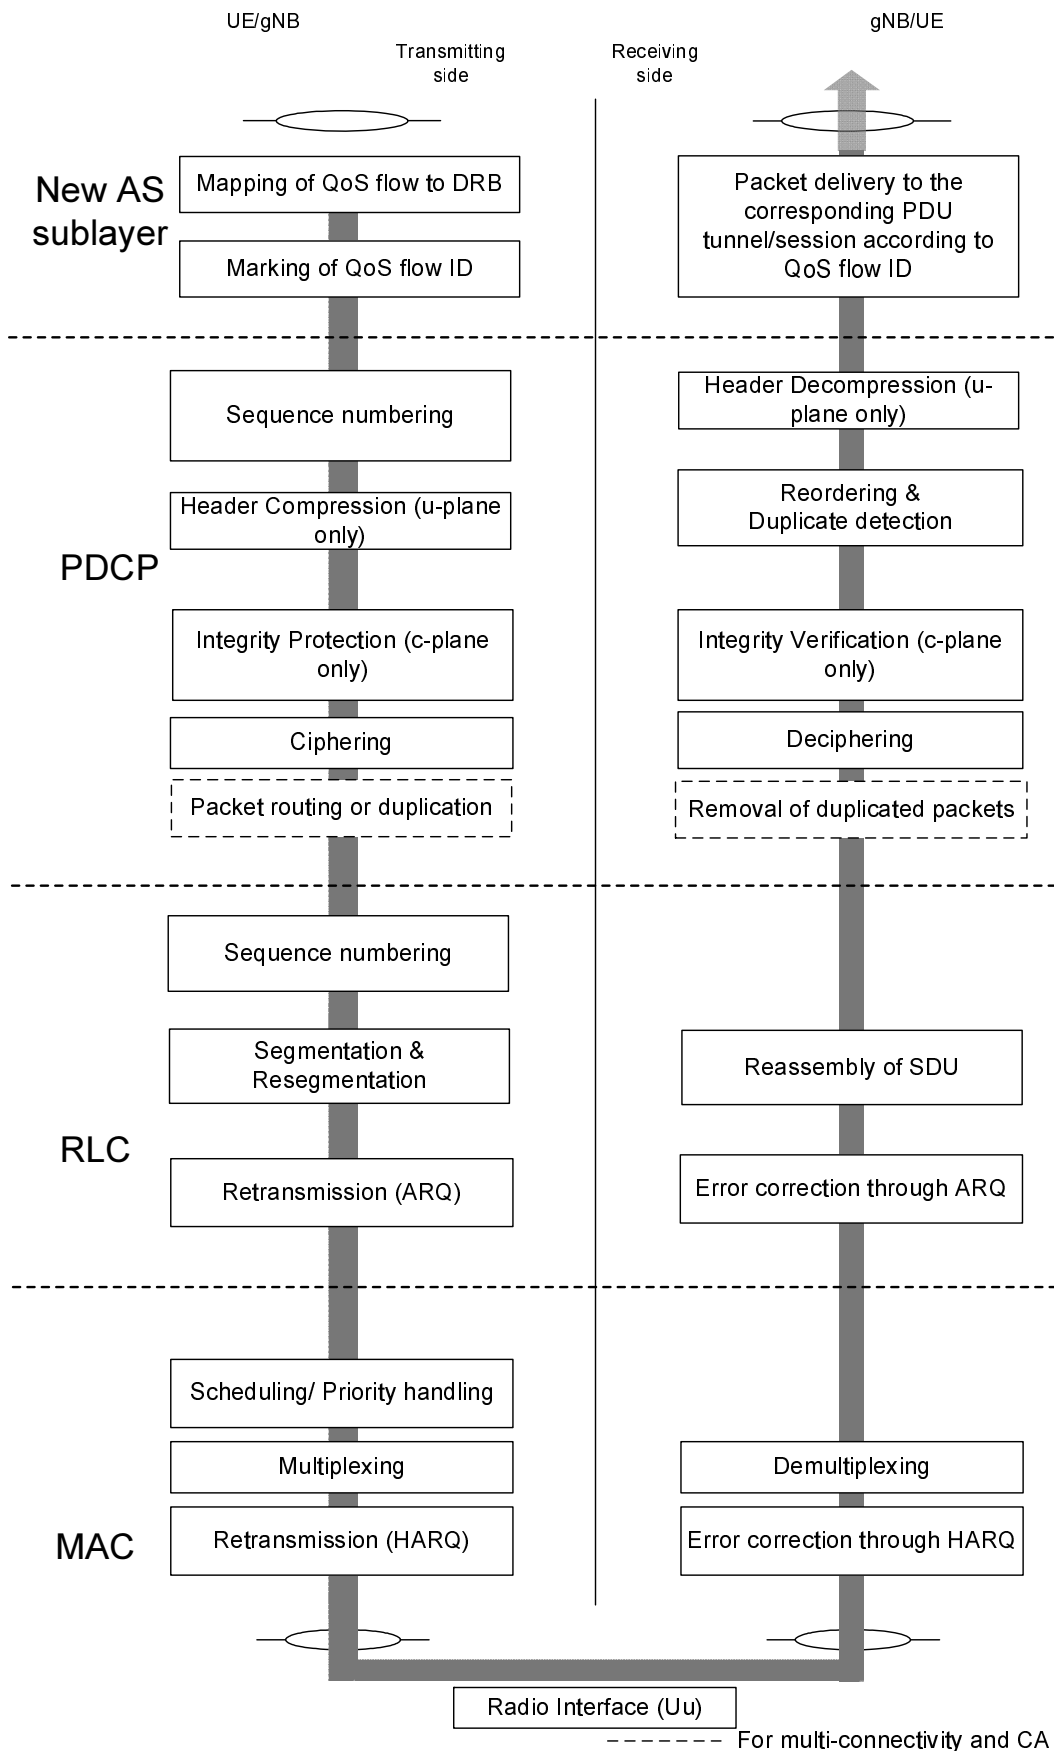 UE/gNB
gNB/UE
Transmitting
side
Receiving
side
New AS
sublayer
Mapping of QoS flow to DRB
Marking of QoS flow ID
Packet delivery to the
corresponding PDU
tunnel/session according to
QoS flow ID
PDCP
Sequence numbering
Header Compression (u-plane
only)
Integrity Protection (c-plane
only)
Ciphering
Packet routing or duplication
Header Decompression (u-
plane only)
Reordering &
Duplicate detection
Integrity Verification (c-plane
only)
Deciphering
Removal of duplicated packets
RLC
Sequence numbering
Segmentation &
Resegmentation
Retransmission (ARQ)
Reassembly of SDU
Error correction through ARQ
MAC
Scheduling/ Priority handling
Multiplexing
Retransmission (HARQ)
Demultiplexing
Error correction through HARQ
Radio Interface (Uu)
For multi-connectivity and CA